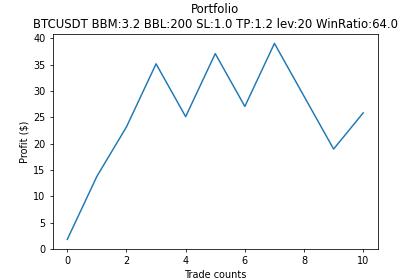 Portfolio
BTCUSDT BBM:3.2 BBL:200 SL:1.0 TP:1.2 lev:20 WinRatio:64.0
40
35
30
25
20
15
10
5
0
Profit ($)
0 2 4 6 8 10
Trade counts